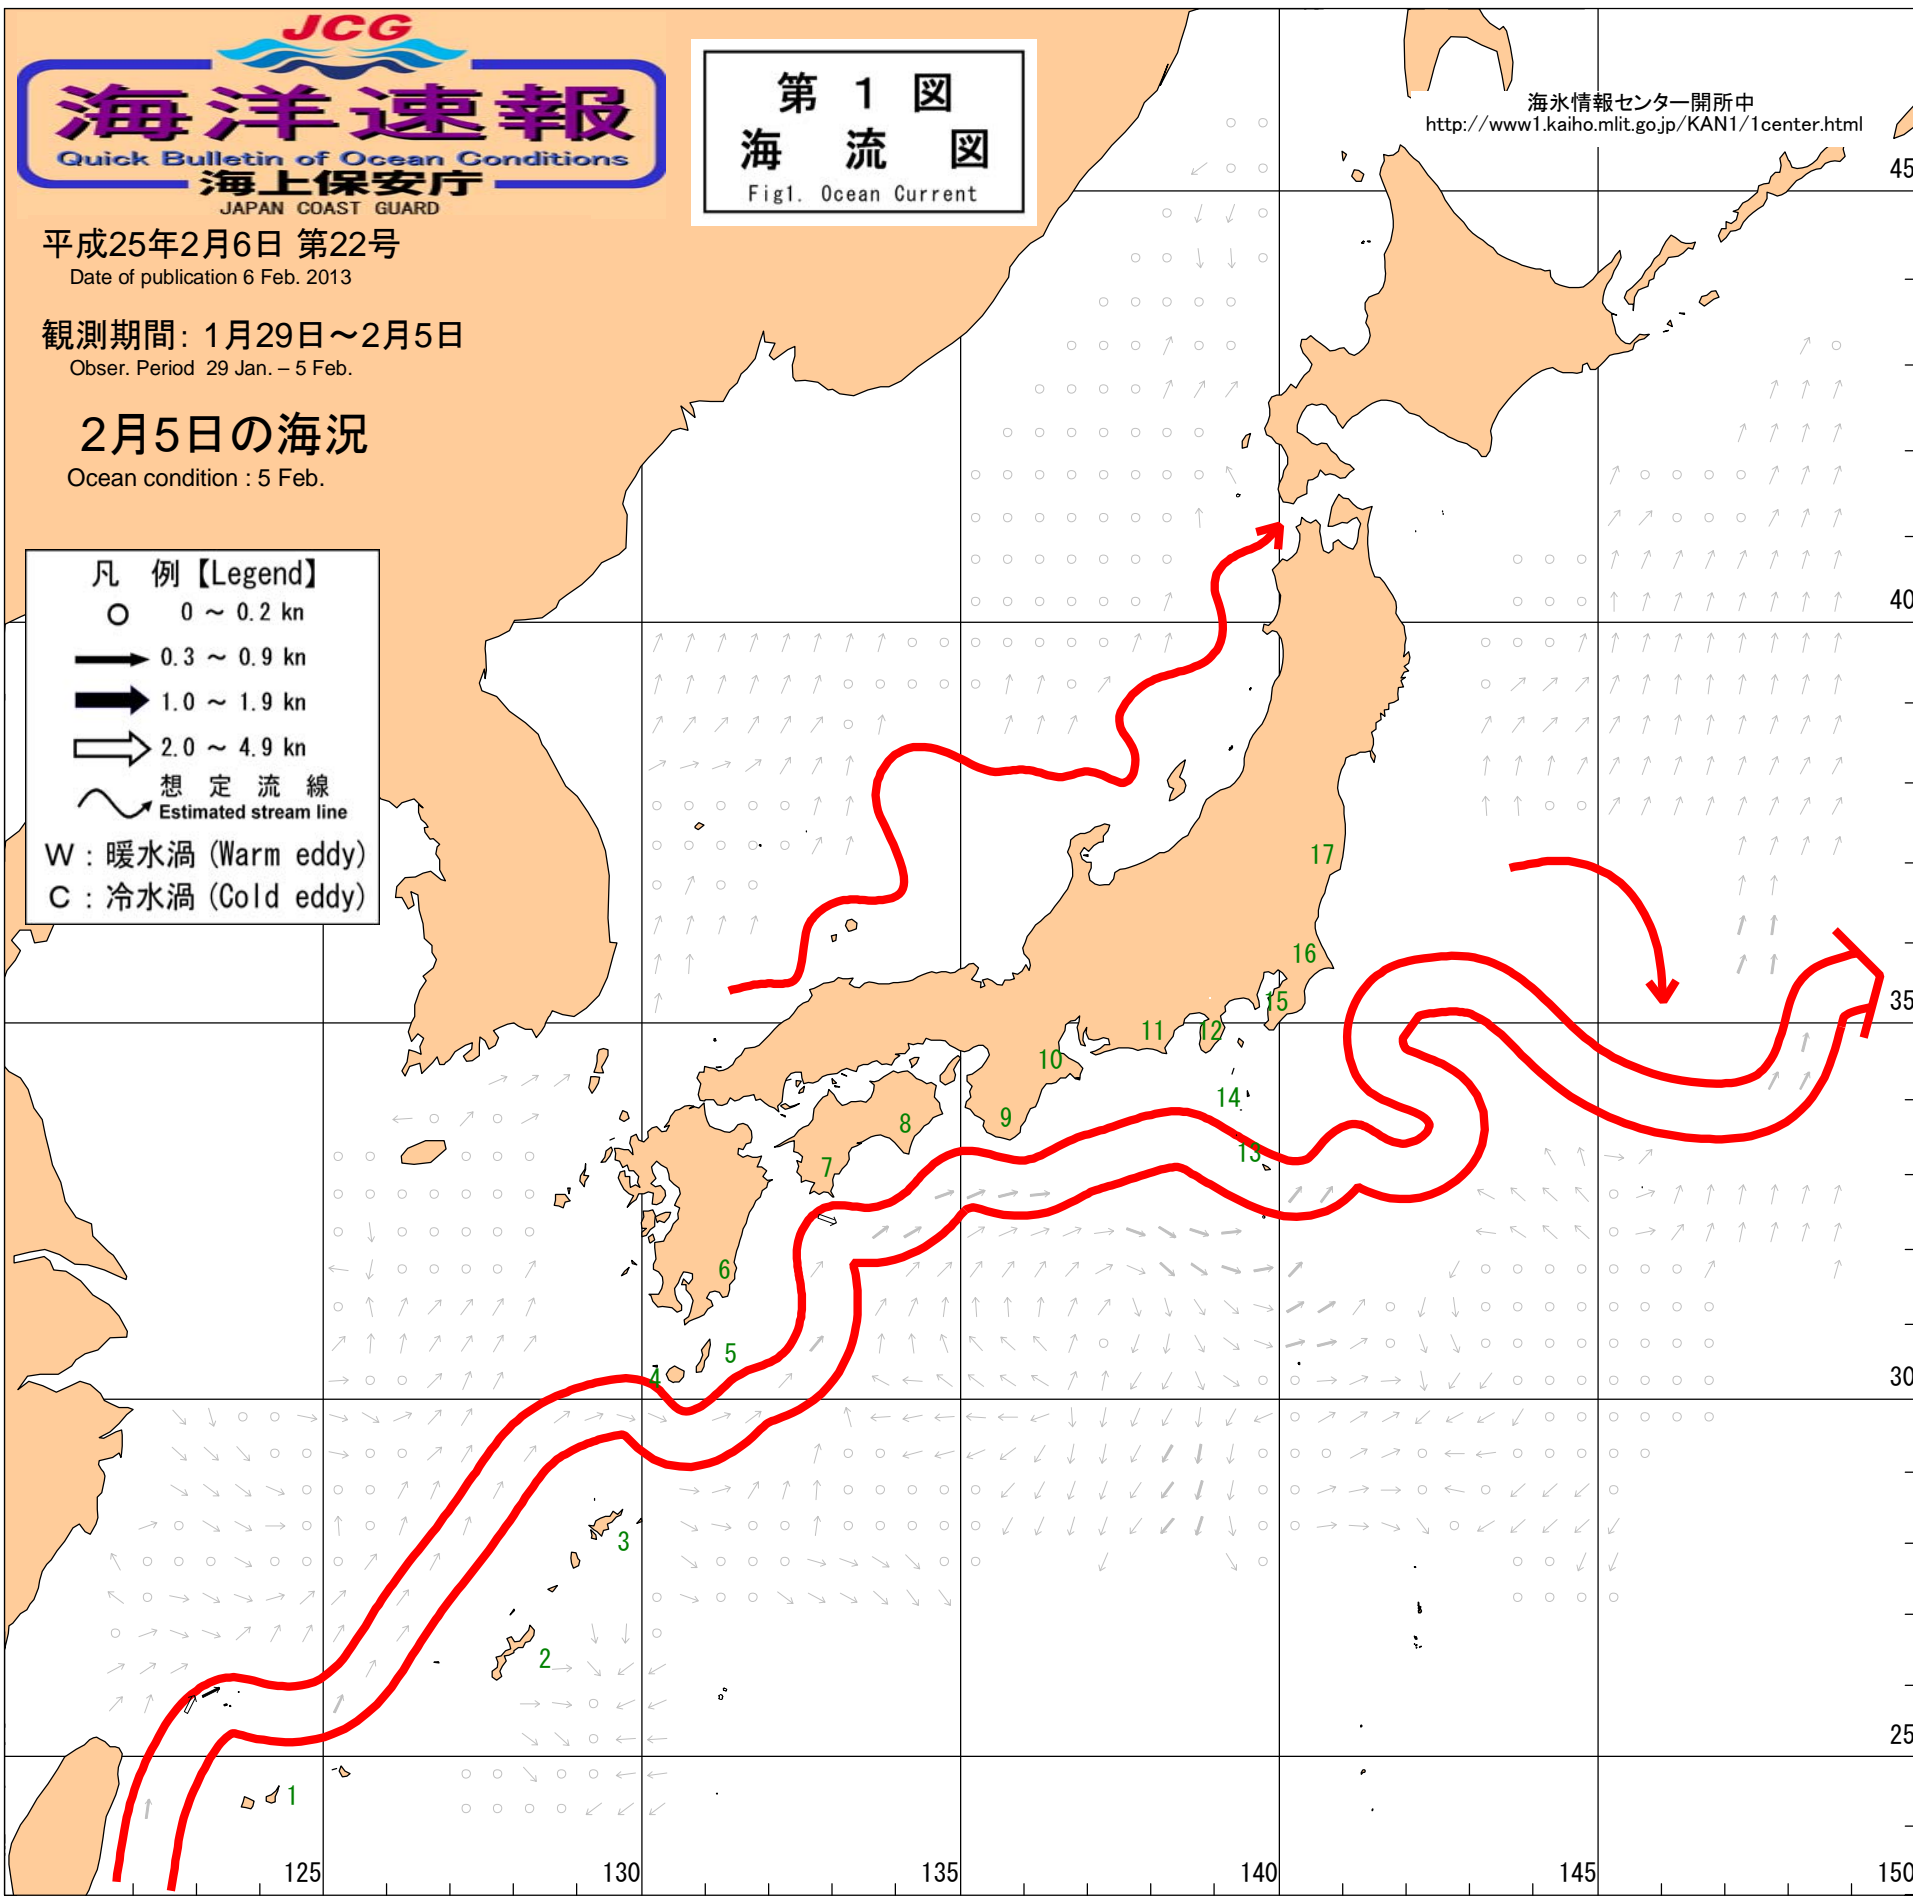 JCG
海洋速報
Quick Bulletin of Ocean Conditions
海上保安庁
JAPAN COAST GUARD
第 1 図
海 流 図
Fig1. Ocean Current
海氷情報センター開所中
http://www1.kaiho.mlit.go.jp/KAN1/1center.html
平成25年2月6日 第22号
Date of publication 6 Feb. 2013
観測期間: 1月29日～2月5日
Obser. Period 29 Jan. – 5 Feb.
2月5日の海況
Ocean condition : 5 Feb.
凡 例【Legend】
0 ～ 0.2 kn
0.3 ～ 0.9 kn
1.0 ～ 1.9 kn
2.0 ～ 4.9 kn
想 定 流 線
Estimated stream line
W : 暖水渦 (Warm eddy)
C : 冷水渦 (Cold eddy)
45
40
35
30
25
17
16
15
12
11
10
14
9
8
13
7
6
5
4
3
2
1
125
130
135
140
145
150